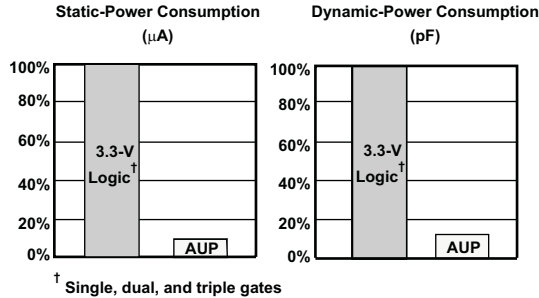 Static-Power Consumption
(μA)
100%
80%
60%
40%
20%
0%
3.3-V
Logic†
AUP
Dynamic-Power Consumption
(pF)
100%
80%
60%
40%
20%
0%
3.3-V
Logic†
AUP
† Single, dual, and triple gates